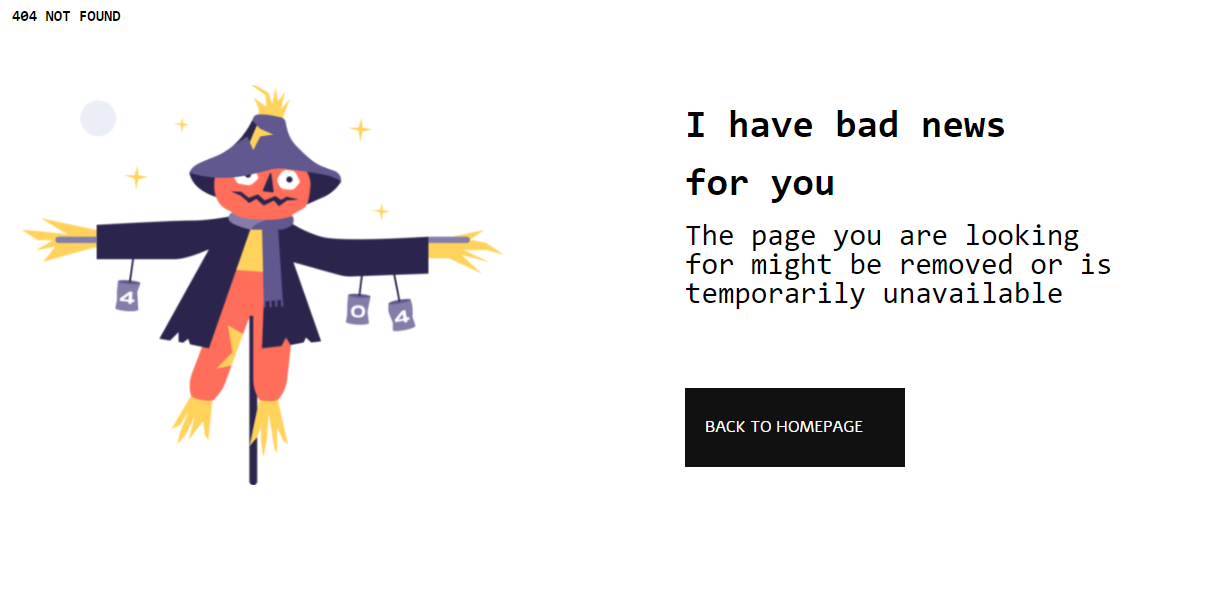 404 NOT FOUND
I have bad news
for you
The page you are looking
for might be removed or is
temporarily unavailable
4
0
4
BACK TO HOMEPAGE